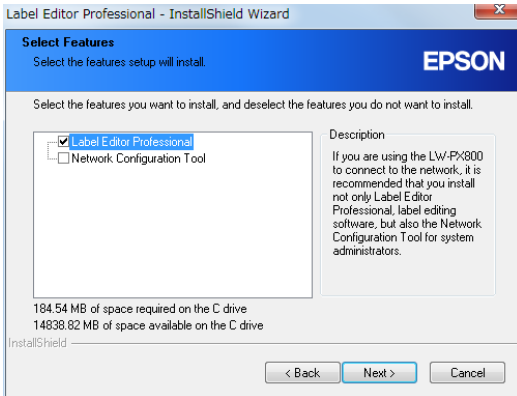 Label Editor Professional - InstallShield Wizard
Select Features
Select the features setup will install.
EPSON
Select the features you want to install, and deselect the features you do not want to install.
Label Editor Professional
Network Configuration Tool
Description
If you are using the LW-PX800
to connect to the network, it is
recommended that you install
not only Label Editor
Professional, label editing
software, but also the Network
Configuration Tool for system
administrators.
184.54 MB of space required on the C drive
14838.82 MB of space available on the C drive
InstallShield
< Back
Next >
Cancel